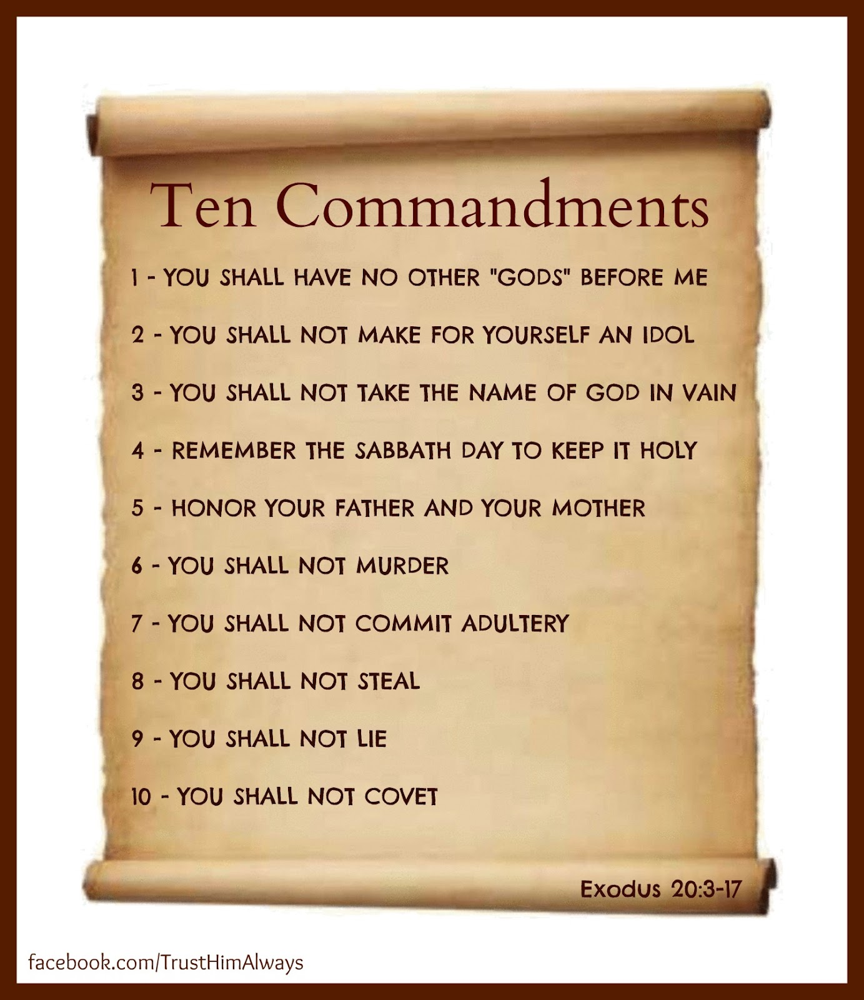 Ten Commandments
1 - YOU SHALL HAVE NO OTHER "GODS" BEFORE ME
2 - YOU SHALL NOT MAKE FOR YOURSELF AN IDOL
3 - YOU SHALL NOT TAKE THE NAME OF GOD IN VAIN
4 - REMEMBER THE SABBATH DAY TO KEEP IT HOLY
5 - HONOR YOUR FATHER AND YOUR MOTHER
6 - YOU SHALL NOT MURDER
7 - YOU SHALL NOT COMMIT ADULTERY
8 - YOU SHALL NOT STEAL
9 - YOU SHALL NOT LIE
10 - YOU SHALL NOT COVET
Exodus 20:3-17
facebook.com/TrustHimAlways